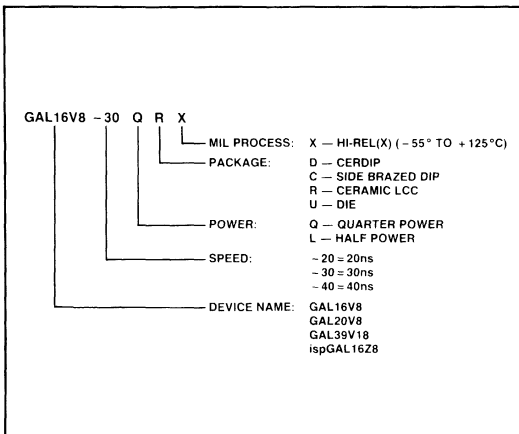 GAL16V8 -30 Q R X
MIL PROCESS: X — HI-REL(X) (-55° TO +125°C)
PACKAGE: D — CERDIP
C — SIDE BRAZED DIP
R — CERAMIC LCC
U — DIE
POWER: Q — QUARTER POWER
L — HALF POWER
SPEED: -20 = 20ns
-30 = 30ns
-40 = 40ns
DEVICE NAME: GAL16V8
GAL20V8
GAL39V18
ispGAL16Z8